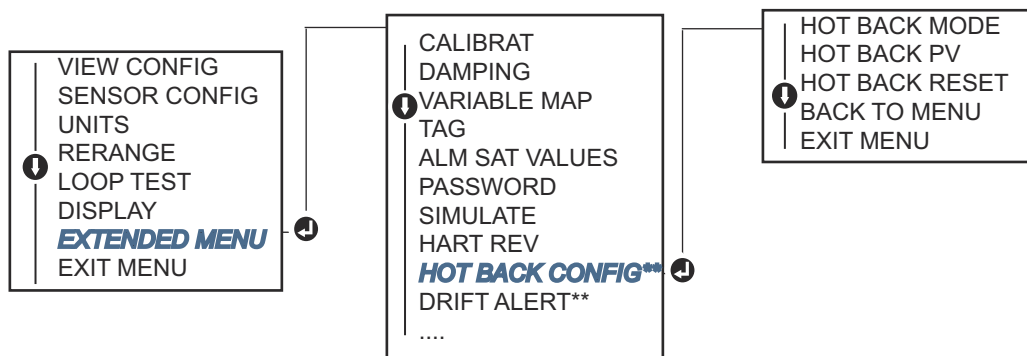 VIEW CONFIG
SENSOR CONFIG
UNITS
RERANGE
LOOP TEST
DISPLAY
EXTENDED MENU
EXIT MENU
CALIBRAT
DAMPING
VARIABLE MAP
TAG
ALM SAT VALUES
PASSWORD
SIMULATE
HART REV
HOT BACK CONFIG**
DRIFT ALERT**
....
HOT BACK MODE
HOT BACK PV
HOT BACK RESET
BACK TO MENU
EXIT MENU